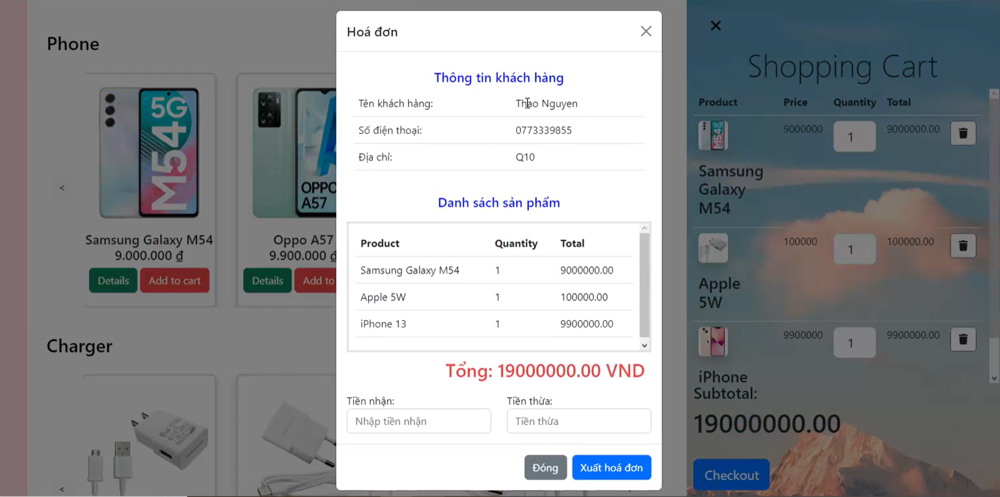 Phone
5G
M54
OPPO
A57
<
Samsung Galaxy M54
9.000.000 ₫
Details
Add to cart
Oppo A57
9.900.000 ₫
Details
Add to
Charger
<
Hoá đơn
Thông tin khách hàng
Tên khách hàng: Thao Nguyen
Số điện thoại: 0773339855
Địa chỉ: Q10
Danh sách sản phẩm
Product Quantity Total
Samsung Galaxy M54 1 9000000.00
Apple 5W 1 100000.00
iPhone 13 1 9900000.00
Tổng: 19000000.00 VND
Tiền nhận: Tiền thừa:
Nhập tiền nhận Tiền thừa
Đóng Xuất hoá đơn
Shopping Cart
Product Price Quantity Total
5G
M54
9000000 1 9000000.00
Samsung
Galaxy
M54
100000 1 100000.00
Apple
5W
9900000 1 9900000.00
iPhone
Subtotal:
19000000.00
Checkout